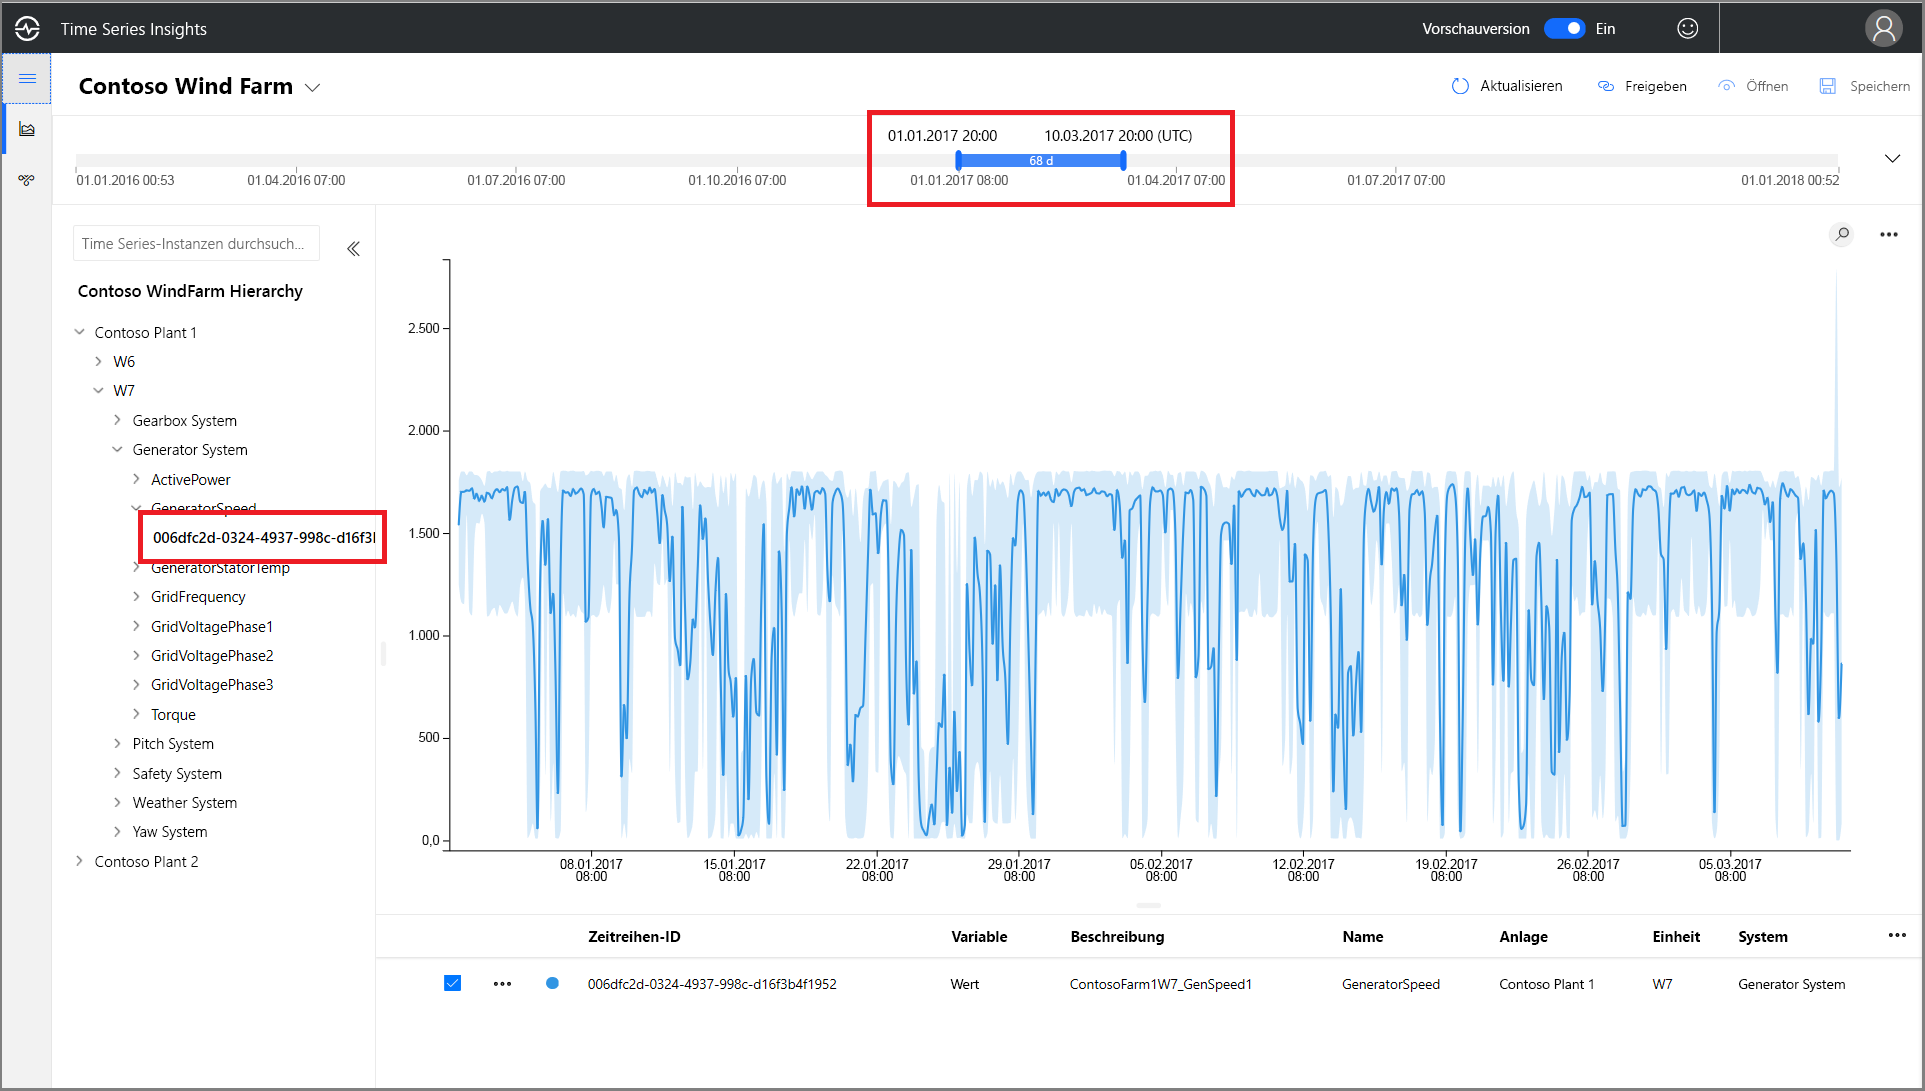 Time Series Insights
Vorschauversion Ein
Contoso Wind Farm
Aktualisieren Freigeben Öffnen Speichern
01.01.2017 20:00 10.03.2017 20:00 (UTC)
68 d
01.01.2016 00:53 01.04.2016 07:00 01.07.2016 07:00 01.10.2016 07:00 01.01.2017 08:00 01.04.2017 07:00 01.07.2017 07:00 01.01.2018 00:52
Time Series-Instanzen durchsuch...
Contoso WindFarm Hierarchy
Contoso Plant 1
W6
W7
Gearbox System
Generator System
ActivePower
GeneratorSpeed
006dfc2d-0324-4937-998c-d16f3
GeneratorStatorTemp
GridFrequency
GridVoltagePhase1
GridVoltagePhase2
GridVoltagePhase3
Torque
Pitch System
Safety System
Weather System
Yaw System
Contoso Plant 2
2.500
2.000
1.500
1.000
500
0,0
08.01.2017 15.01.2017 22.01.2017 29.01.2017 05.02.2017 12.02.2017 19.02.2017 26.02.2017 05.03.2017
08:00 08:00 08:00 08:00 08:00 08:00 08:00 08:00 08:00
Zeitreihen-ID Variable Beschreibung Name Anlage Einheit System
006dfc2d-0324-4937-998c-d16f3b4f1952 Wert ContosoFarm1W7_GenSpeed1 GeneratorSpeed Contoso Plant 1 W7 Generator System